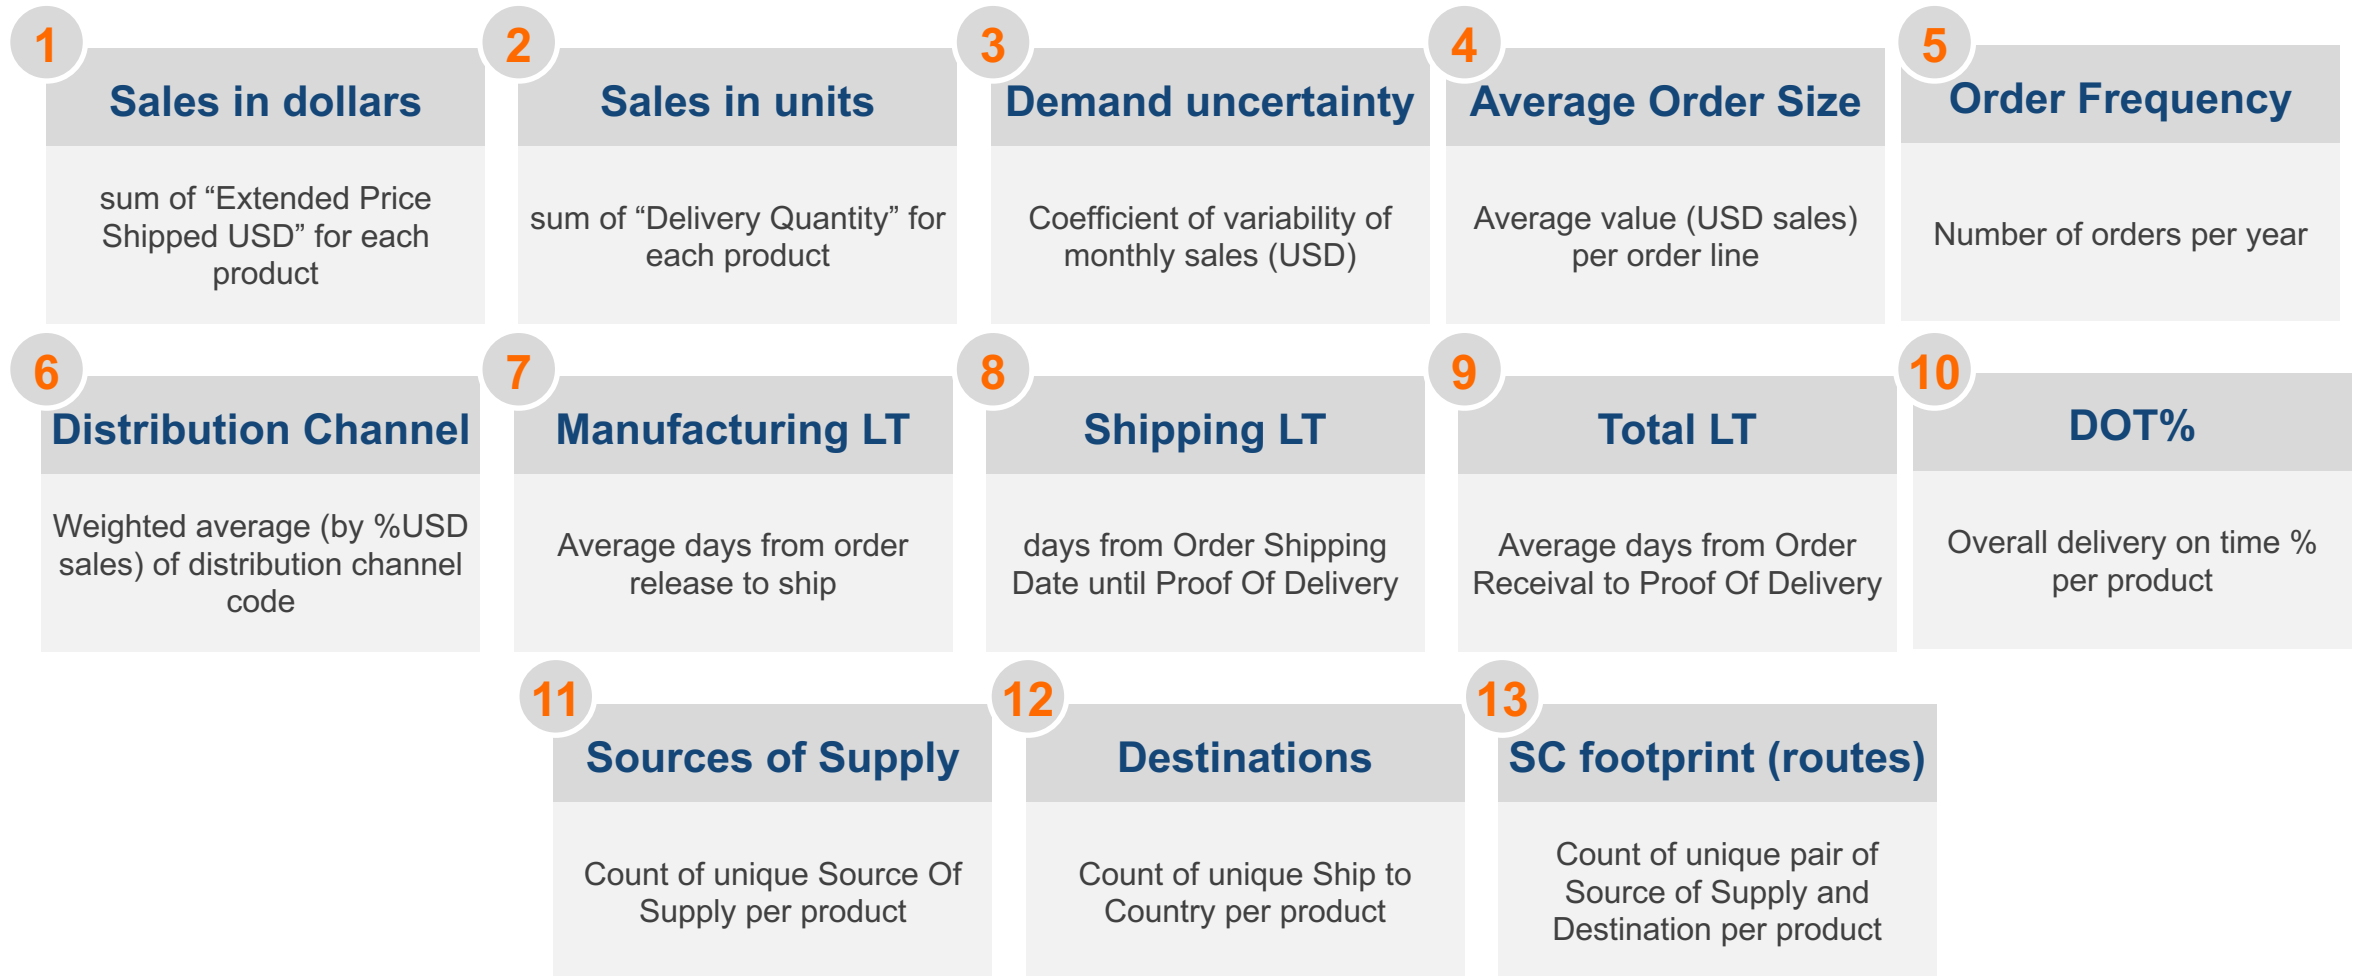 1
Sales in dollars
sum of “Extended Price
Shipped USD” for each
product
2
Sales in units
sum of “Delivery Quantity” for
each product
3
Demand uncertainty
Coefficient of variability of
monthly sales (USD)
4
Average Order Size
Average value (USD sales)
per order line
5
Order Frequency
Number of orders per year
6
Distribution Channel
Weighted average (by %USD
sales) of distribution channel
code
7
Manufacturing LT
Average days from order
release to ship
8
Shipping LT
days from Order Shipping
Date until Proof Of Delivery
9
Total LT
Average days from Order
Receival to Proof Of Delivery
10
DOT%
Overall delivery on time %
per product
11
Sources of Supply
Count of unique Source Of
Supply per product
12
Destinations
Count of unique Ship to
Country per product
13
SC footprint (routes)
Count of unique pair of
Source of Supply and
Destination per product